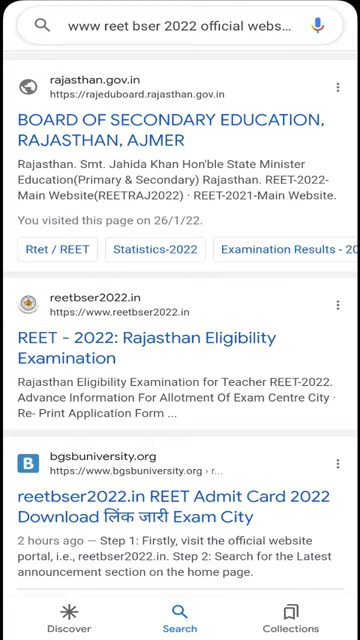 www reet bser 2022 official webs...
rajasthan.gov.in
https://rajeduboard.rajasthan.gov.in
BOARD OF SECONDARY EDUCATION,
RAJASTHAN, AJMER
Rajasthan. Smt. Jahida Khan Hon'ble State Minister
Education(Primary & Secondary) Rajasthan. REET-2022-
Main Website(REETRAJ2022) · REET-2021-Main Website.
You visited this page on 26/1/22.
Rtet / REET Statistics-2022 Examination Results - 20
reetbser2022.in
https://www.reetbser2022.in
REET - 2022: Rajasthan Eligibility
Examination
Rajasthan Eligibility Examination for Teacher REET-2022.
Advance Information For Allotment Of Exam Centre City ·
Re- Print Application Form ...
B
bgsbuniversity.org
https://www.bgsbuniversity.org › r...
reetbser2022.in REET Admit Card 2022
Download लिंक जारी Exam City
2 hours ago — Step 1: Firstly, visit the official website
portal, i.e., reetbser2022.in. Step 2: Search for the Latest
announcement section on the home page.
Discover Search Collections